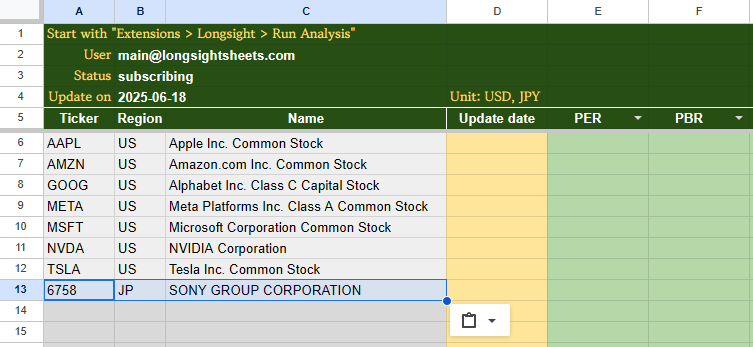 A B C D E F
1 Start with "Extensions > Longsight > Run Analysis"
2 User main@longsightsheets.com
3 Status subscribing
4 Update on 2025-06-18 Unit: USD, JPY
5 Ticker Region Name Update date PER PBR
6 AAPL US Apple Inc. Common Stock
7 AMZN US Amazon.com Inc. Common Stock
8 GOOG US Alphabet Inc. Class C Capital Stock
9 META US Meta Platforms Inc. Class A Common Stock
10 MSFT US Microsoft Corporation Common Stock
11 NVDA US NVIDIA Corporation
12 TSLA US Tesla Inc. Common Stock
13 6758 JP SONY GROUP CORPORATION
14
15